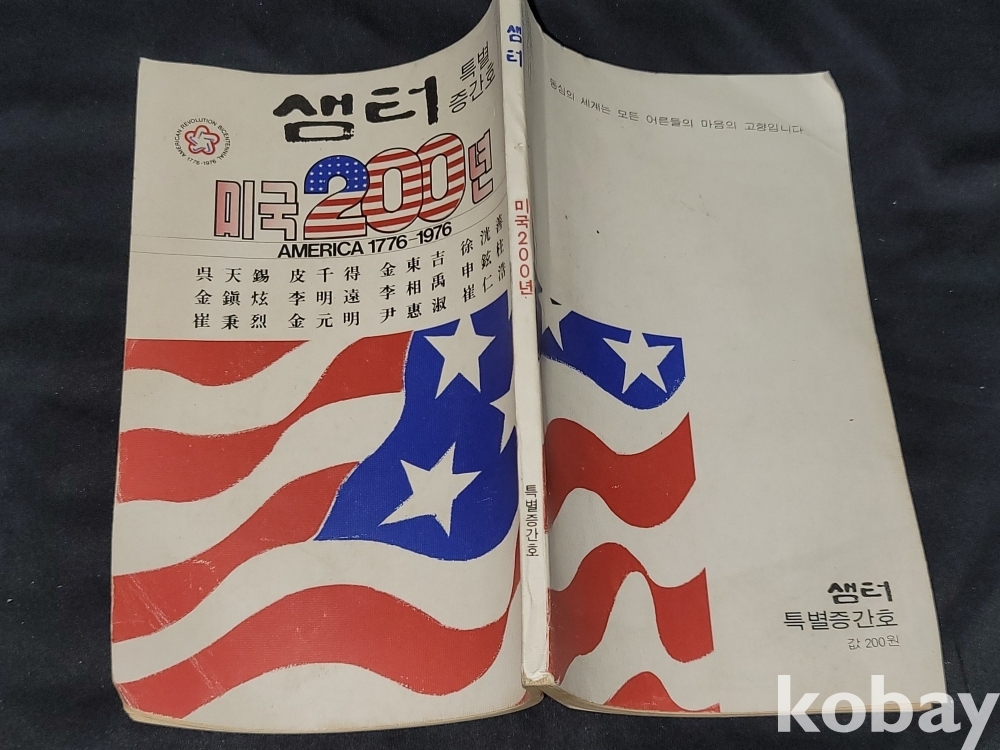 샘터
특별
증간호
AMERICAN REVOLUTION BICENTENNIAL
1776-1976
미국200년
AMERICA 1776-1976
吳天錫 皮千得 金東吉 徐洸善
金鎭炫 李明遠 李相禹 申鉉柱
崔秉烈 金元明 尹惠淑 崔仁浩
샘터
미국200년
특별증간호
동심의 세계는 모든 어른들의 마음의 고향입니다
샘터
특별증간호
값 200원
kobay